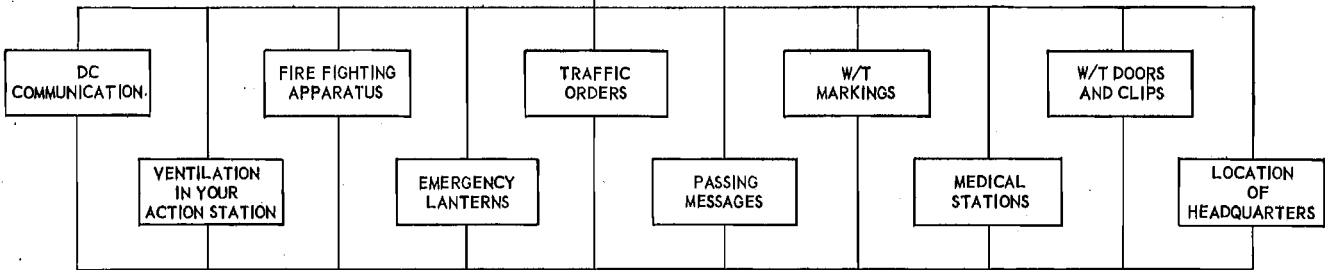 DC
COMMUNICATION.
FIRE FIGHTING
APPARATUS
TRAFFIC
ORDERS
W/T
MARKINGS
W/T DOORS
AND CLIPS
VENTILATION
IN YOUR
ACTION STATION
EMERGENCY
LANTERNS
PASSING
MESSAGES
MEDICAL
STATIONS
LOCATION
OF
HEADQUARTERS